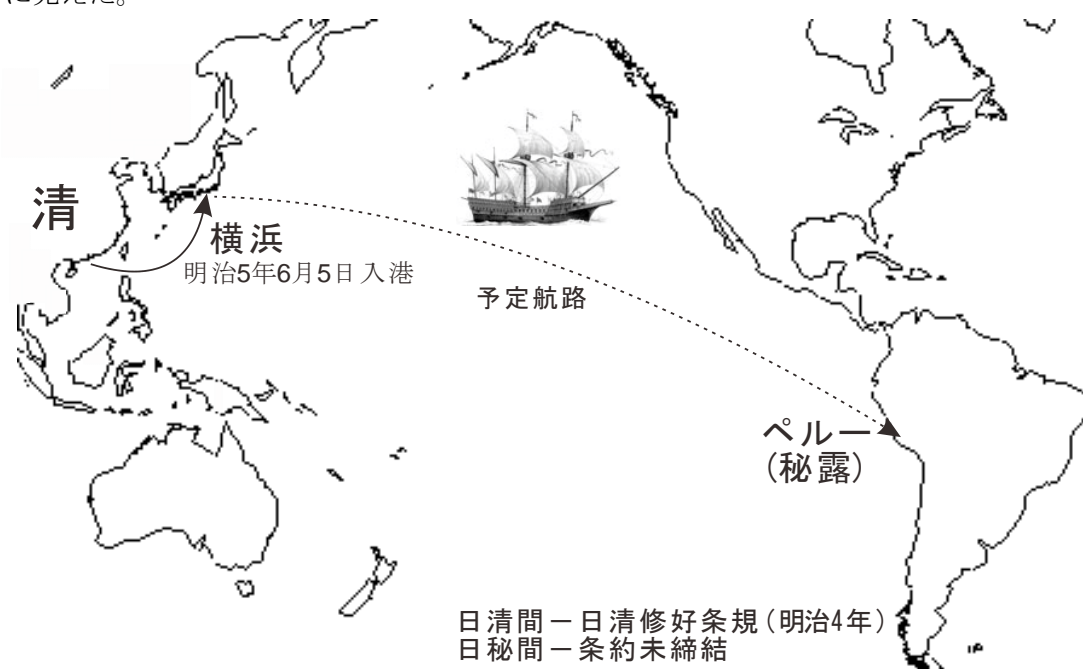 に見えた。
清
横浜
明治5年6月5日入港
予定航路
ペルー
(秘露)
日清間－日清修好条規(明治4年)
日秘間－条約未締結